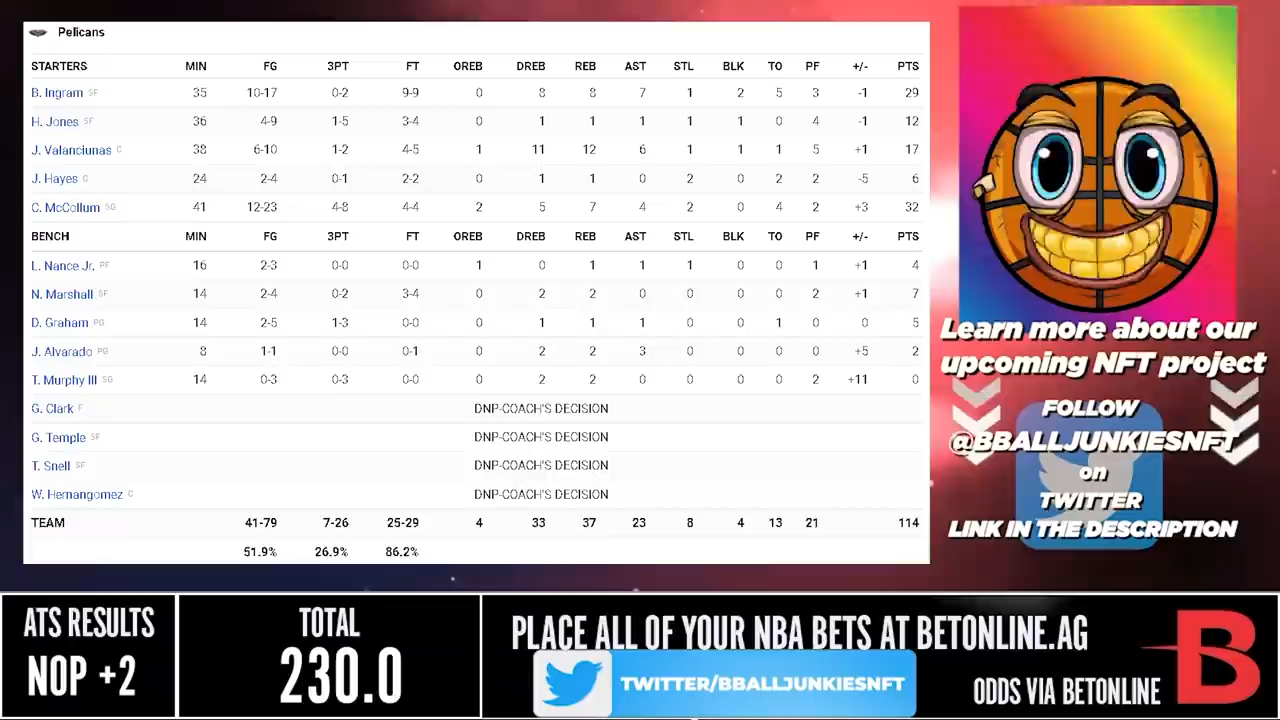 Pelicans
STARTERS MIN FG 3PT FT OREB DREB REB AST STL BLK TO PF +/- PTS
B. Ingram SF 35 10-17 0-2 9-9 0 8 8 7 1 2 5 3 -1 29
H. Jones SF 36 4-9 1-5 3-4 0 1 1 1 1 1 0 4 -1 12
J. Valanciunas C 38 6-10 1-2 4-5 1 11 12 6 1 1 1 5 +1 17
J. Hayes C 24 2-4 0-1 2-2 0 1 1 0 2 0 2 2 -5 6
C. McCollum SG 41 12-23 4-8 4-4 2 5 7 4 2 0 4 2 +3 32
BENCH MIN FG 3PT FT OREB DREB REB AST STL BLK TO PF +/- PTS
L. Nance Jr. PF 16 2-3 0-0 0-0 1 0 1 1 1 0 0 1 +1 4
N. Marshall SF 14 2-4 0-2 3-4 0 2 2 0 0 0 0 2 +1 7
D. Graham PG 14 2-5 1-3 0-0 0 1 1 1 0 0 1 0 0 5
J. Alvarado PG 8 1-1 0-0 0-1 0 2 2 3 0 0 0 0 +5 2
T. Murphy III SG 14 0-3 0-3 0-0 0 2 2 0 0 0 0 2 +11 0
G. Clark F DNP-COACH'S DECISION
G. Temple SF DNP-COACH'S DECISION
T. Snell SF DNP-COACH'S DECISION
W. Hernangomez C DNP-COACH'S DECISION
TEAM 41-79 7-26 25-29 4 33 37 23 8 4 13 21 114
51.9% 26.9% 86.2%
Learn more about our
upcoming NFT project
FOLLOW
@BBALLJUNKIESNFT
on
TWITTER
LINK IN THE DESCRIPTION
ATS RESULTS
NOP +2
TOTAL
230.0
PLACE ALL OF YOUR NBA BETS AT BETONLINE.AG
TWITTER/BBALLJUNKIESNFT
ODDS VIA BETONLINE
B